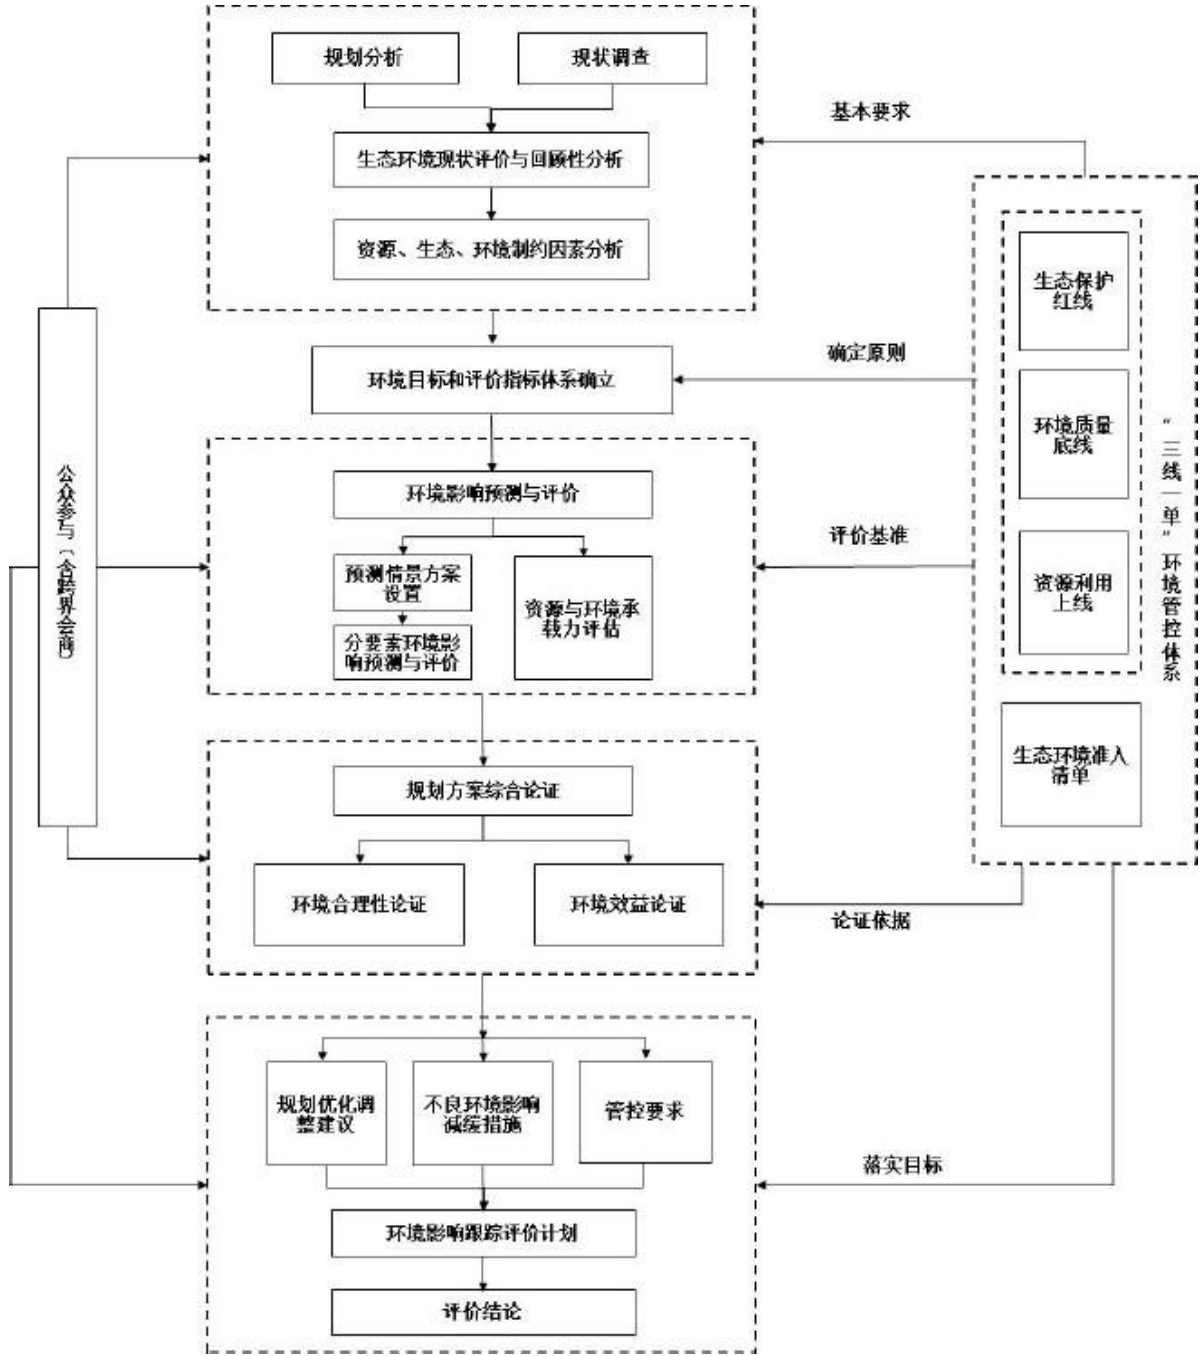 规划分析
现状调查
基本要求
生态环境现状评价与回顾性分析
资源、生态、环境制约因素分析
生态保护
红线
确定原则
环境目标和评价指标体系确立
环境质量
底线
“三线一单”环境管控体系
公众参与（含跨界会商）
环境影响预测与评价
评价基准
预测情景方案
设置
资源与环境承
载力评估
资源利用
上线
分要素环境影
响预测与评价
生态环境准入
清单
规划方案综合论证
环境合理性论证
环境效益论证
论证依据
规划优化调
整建议
不良环境影响
减缓措施
管控要求
落实目标
环境影响跟踪评价计划
评价结论